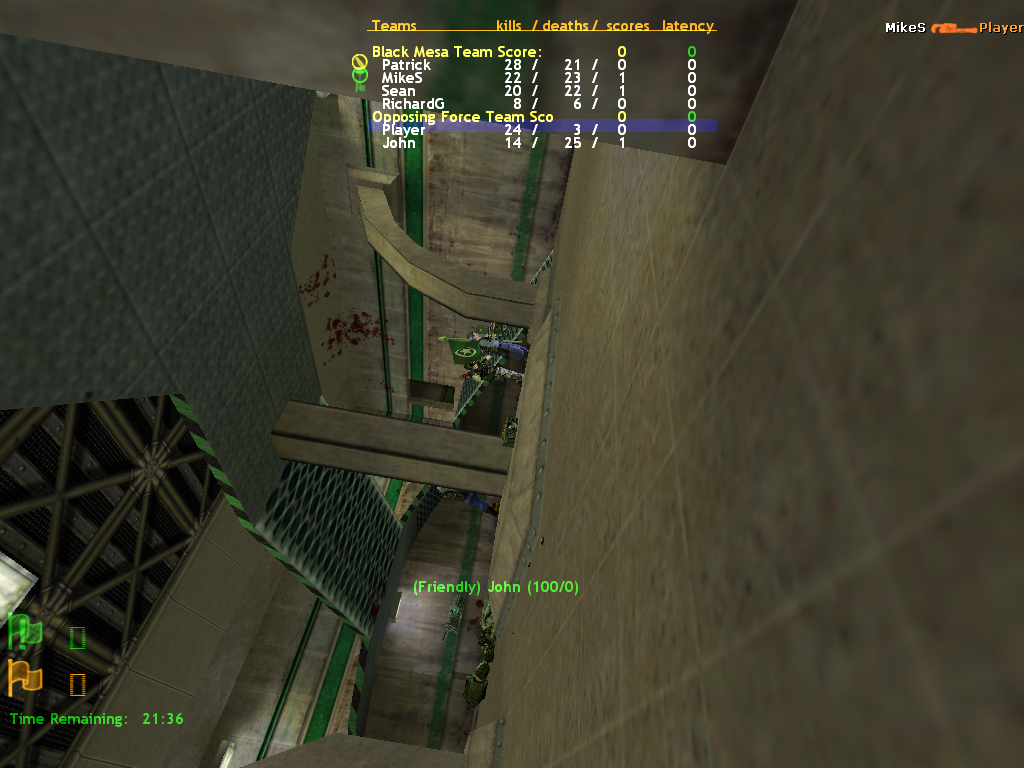 Teams kills / deaths / scores latency
MikeS Player
Black Mesa Team Score: 0 0
Patrick 28 / 21 / 0 0
MikeS 22 / 23 / 1 0
Sean 20 / 22 / 1 0
RichardG 8 / 6 / 0 0
Opposing Force Team Sco 0 0
Player 24 / 3 / 0 0
John 14 / 25 / 1 0
(Friendly) John (100/0)
Time Remaining: 21:36